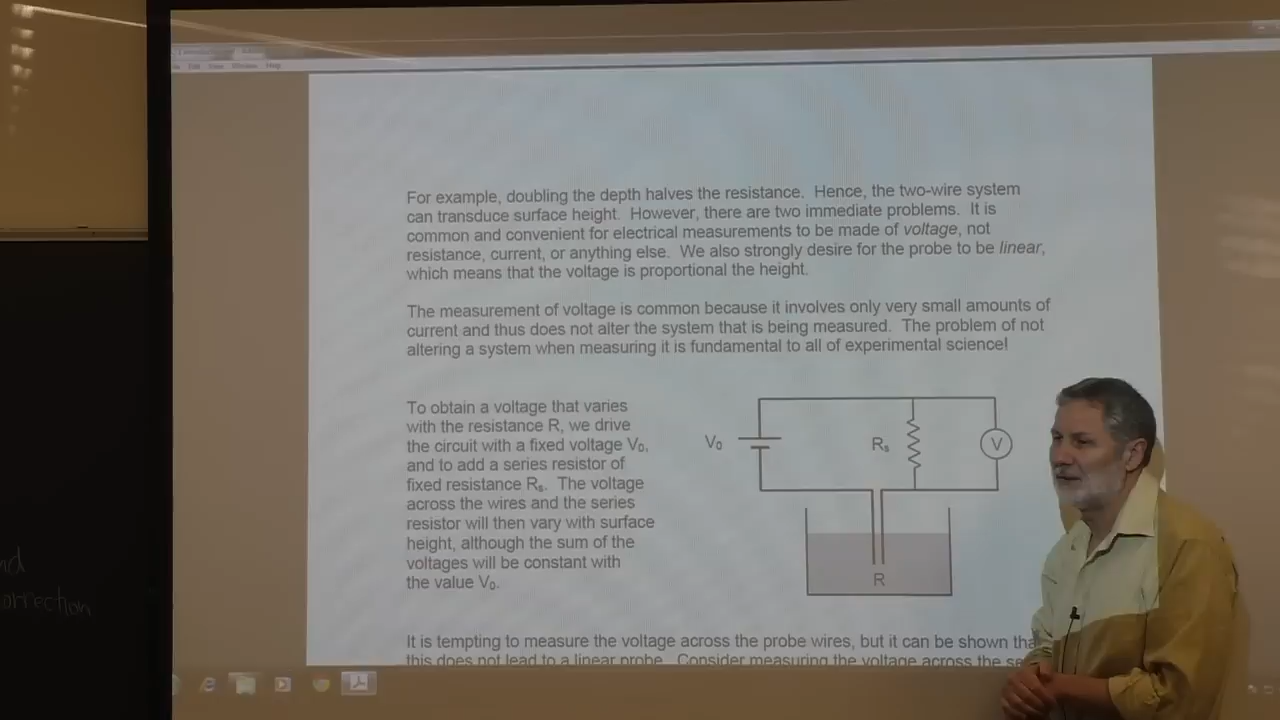 Edit View Window Help
For example, doubling the depth halves the resistance. Hence, the two-wire system
can transduce surface height. However, there are two immediate problems. It is
common and convenient for electrical measurements to be made of voltage, not
resistance, current, or anything else. We also strongly desire for the probe to be linear,
which means that the voltage is proportional the height.
The measurement of voltage is common because it involves only very small amounts of
current and thus does not alter the system that is being measured. The problem of not
altering a system when measuring it is fundamental to all of experimental science!
To obtain a voltage that varies
with the resistance R, we drive
the circuit with a fixed voltage V₀,
and to add a series resistor of
fixed resistance Rₛ. The voltage
across the wires and the series
resistor will then vary with surface
height, although the sum of the
voltages will be constant with
the value V₀.
V₀
Rₛ
V
R
It is tempting to measure the voltage across the probe wires, but it can be shown tha
this does not lead to a linear probe. Consider measuring the voltage across the se
nd
orrection